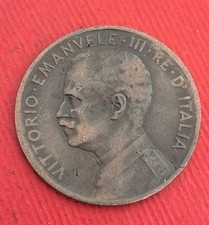 VITTORIO · EMANVELE · III · RE · D' ITALIA